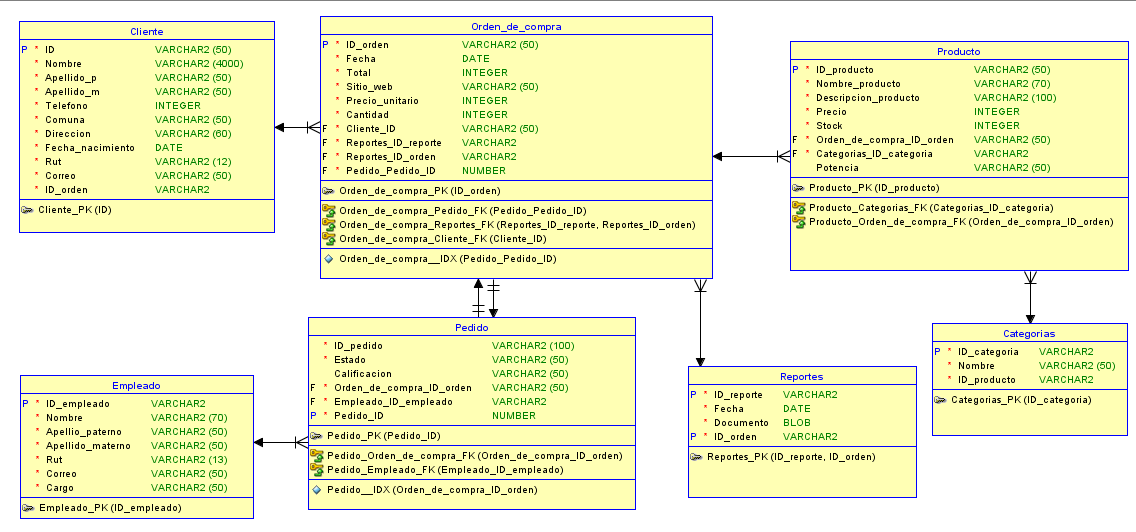 Cliente
P * ID VARCHAR2 (50)
* Nombre VARCHAR2 (4000)
* Apellido_p VARCHAR2 (50)
* Apellido_m VARCHAR2 (50)
* Telefono INTEGER
* Comuna VARCHAR2 (50)
* Direccion VARCHAR2 (60)
* Fecha_nacimiento DATE
* Rut VARCHAR2 (12)
* Correo VARCHAR2 (50)
* ID_orden VARCHAR2
Cliente_PK (ID)
Orden_de_compra
P * ID_orden VARCHAR2 (50)
* Fecha DATE
* Total INTEGER
* Sitio_web VARCHAR2 (50)
* Precio_unitario INTEGER
* Cantidad INTEGER
F * Cliente_ID VARCHAR2 (50)
F * Reportes_ID_reporte VARCHAR2
F * Reportes_ID_orden VARCHAR2
F * Pedido_Pedido_ID NUMBER
Orden_de_compra_PK (ID_orden)
Orden_de_compra_Pedido_FK (Pedido_Pedido_ID)
Orden_de_compra_Reportes_FK (Reportes_ID_reporte, Reportes_ID_orden)
Orden_de_compra_Cliente_FK (Cliente_ID)
Orden_de_compra__IDX (Pedido_Pedido_ID)
Producto
P * ID_producto VARCHAR2 (50)
* Nombre_producto VARCHAR2 (70)
* Descripcion_producto VARCHAR2 (100)
* Precio INTEGER
* Stock INTEGER
F * Orden_de_compra_ID_orden VARCHAR2 (50)
F * Categorias_ID_categoria VARCHAR2
Potencia VARCHAR2 (50)
Producto_PK (ID_producto)
Producto_Categorias_FK (Categorias_ID_categoria)
Producto_Orden_de_compra_FK (Orden_de_compra_ID_orden)
Pedido
* ID_pedido VARCHAR2 (100)
* Estado VARCHAR2 (50)
Calificacion VARCHAR2 (50)
F * Orden_de_compra_ID_orden VARCHAR2 (50)
F * Empleado_ID_empleado VARCHAR2
P * Pedido_ID NUMBER
Pedido_PK (Pedido_ID)
Pedido_Orden_de_compra_FK (Orden_de_compra_ID_orden)
Pedido_Empleado_FK (Empleado_ID_empleado)
Pedido__IDX (Orden_de_compra_ID_orden)
Categorias
P * ID_categoria VARCHAR2
* Nombre VARCHAR2 (50)
* ID_producto VARCHAR2
Categorias_PK (ID_categoria)
Empleado
P * ID_empleado VARCHAR2
* Nombre VARCHAR2 (70)
* Apellio_paterno VARCHAR2 (50)
* Apellido_materno VARCHAR2 (50)
* Rut VARCHAR2 (13)
* Correo VARCHAR2 (50)
* Cargo VARCHAR2 (50)
Empleado_PK (ID_empleado)
Reportes
P * ID_reporte VARCHAR2
* Fecha DATE
* Documento BLOB
P * ID_orden VARCHAR2
Reportes_PK (ID_reporte, ID_orden)